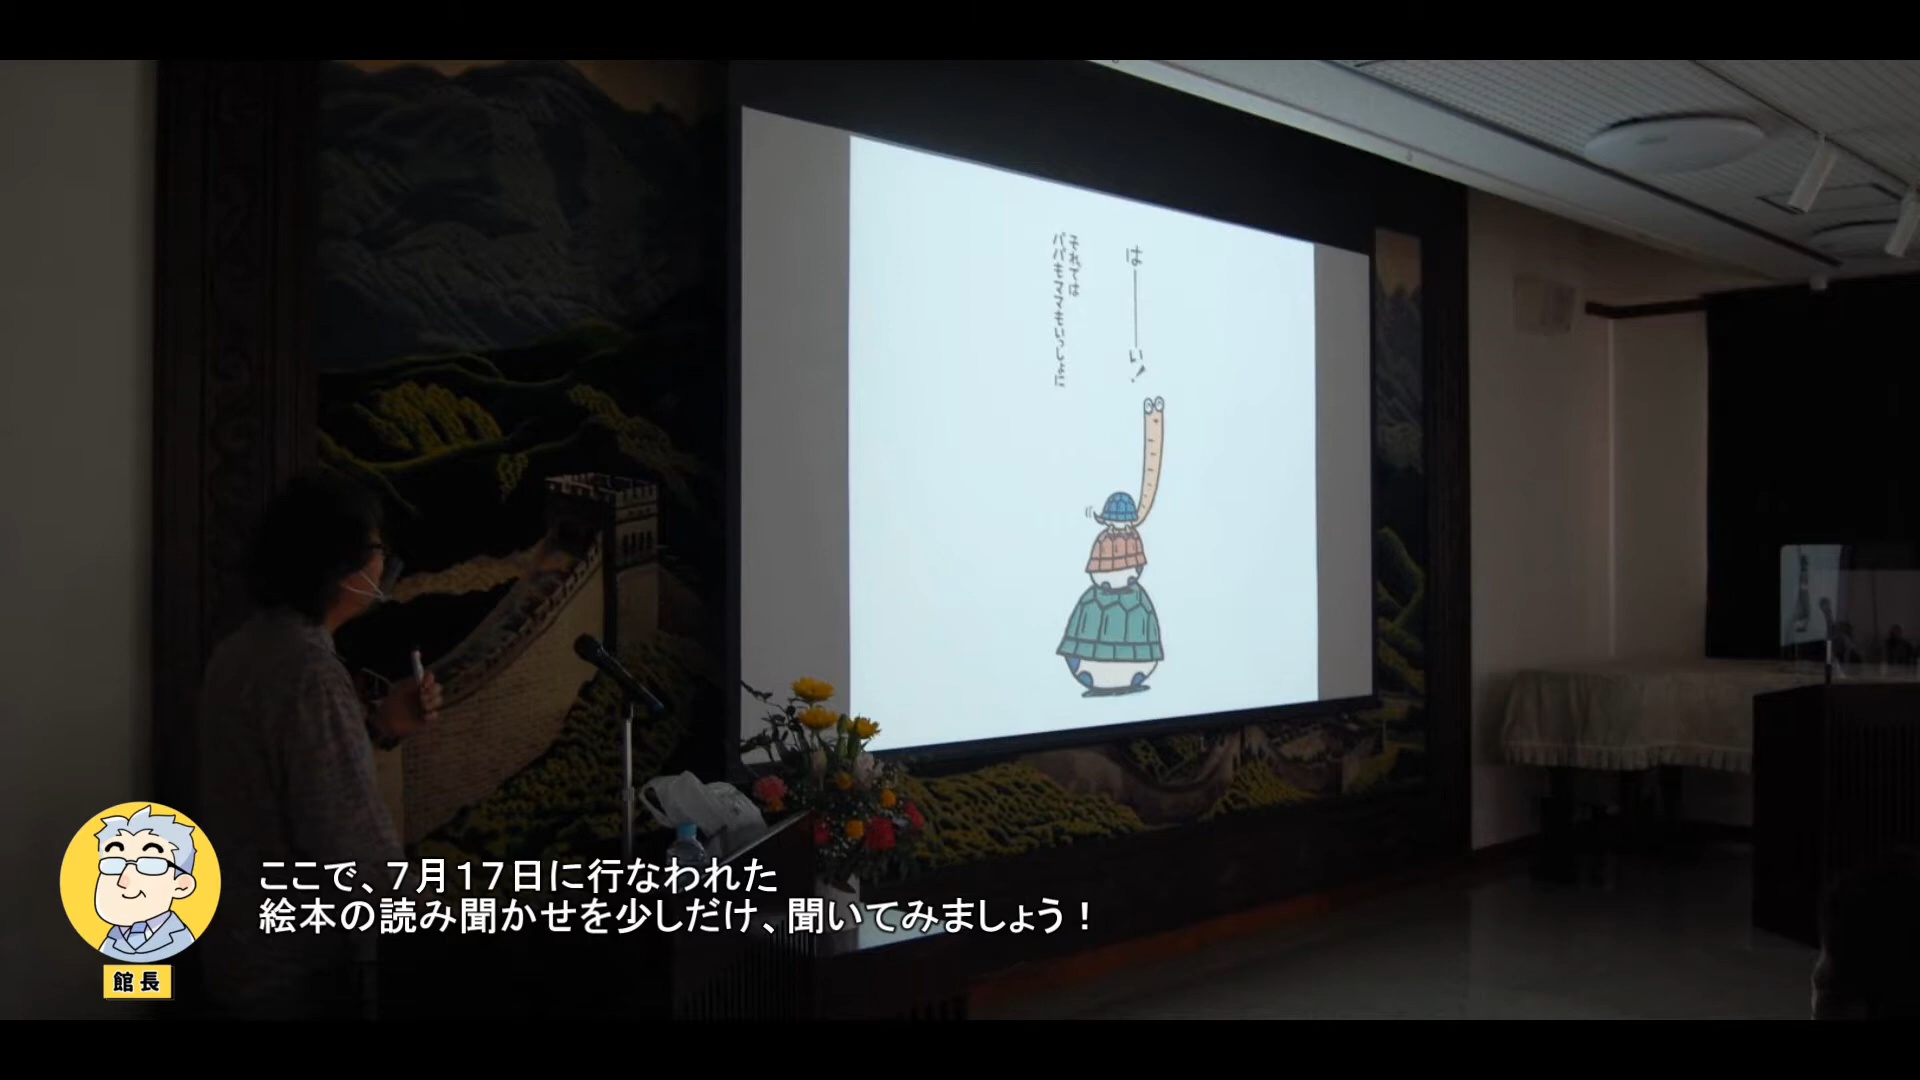 はーーい!
それでは
パパもママもいっしょに
ここで、7月17日に行なわれた
絵本の読み聞かせを少しだけ、聞いてみましょう!
館長